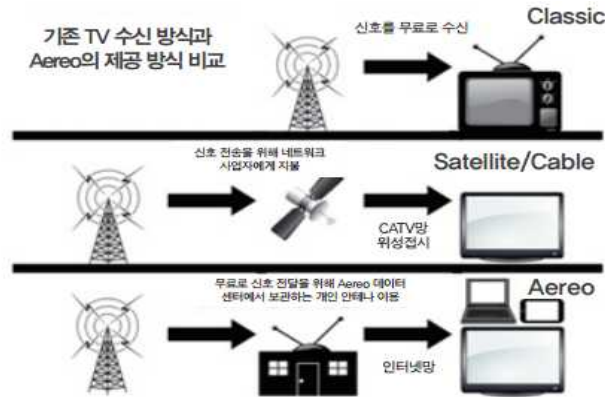 기존 TV 수신 방식과
Aereo의 제공 방식 비교
신호를 무료로 수신
Classic
신호 전송을 위해 네트워크
사업자에게 지불
Satellite/Cable
CATV망
위성접시
무료로 신호 전달을 위해 Aereo 데이터
센터에서 보관하는 개인 안테나 이용
Aereo
인터넷망